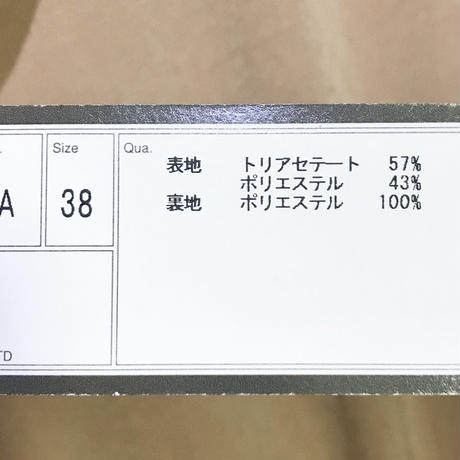 Size
Qua.
A
38
表地 トリアセテート 57%
ポリエステル 43%
裏地 ポリエステル 100%
TD